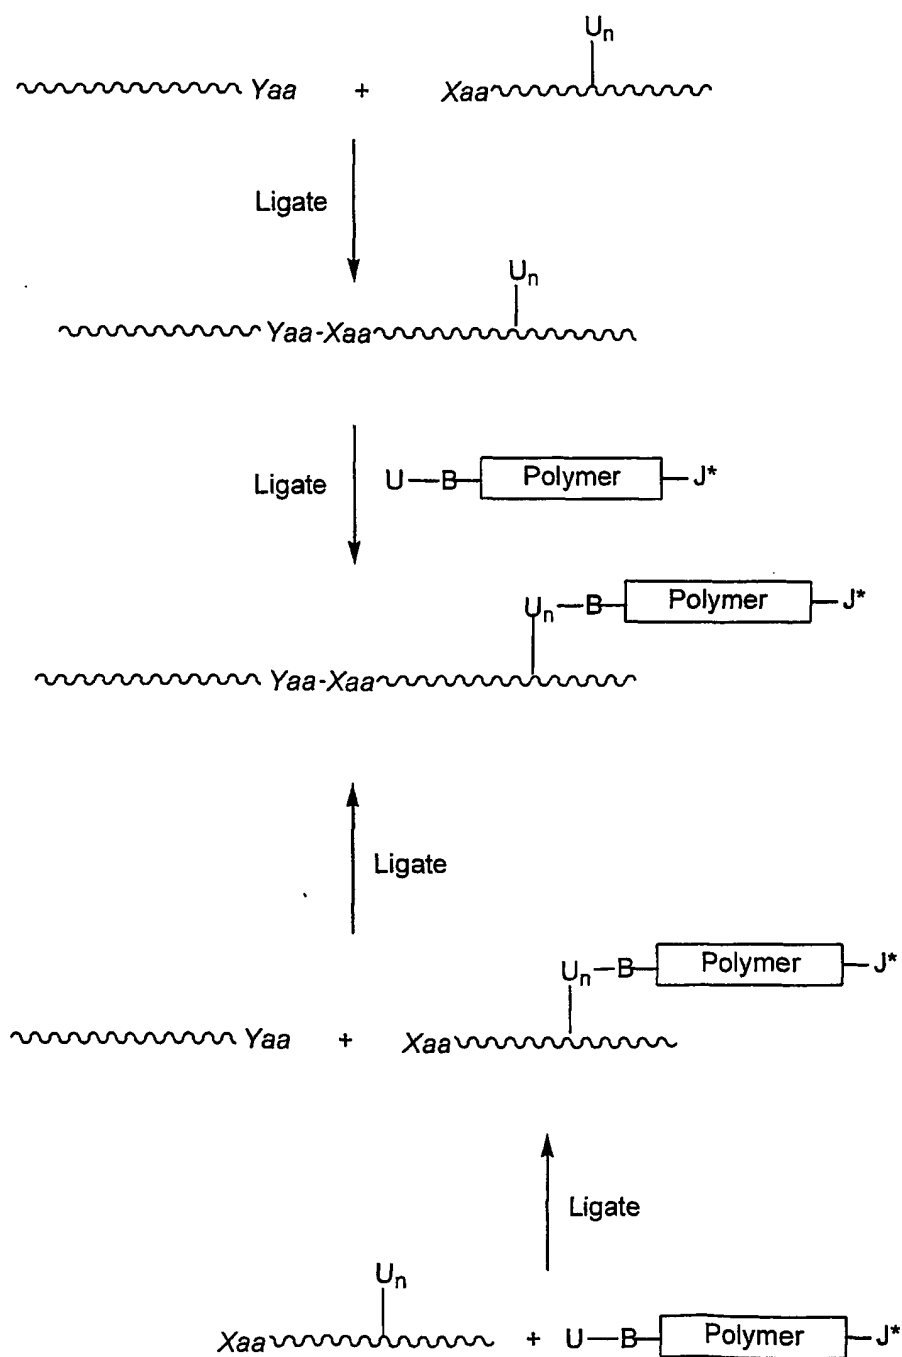 Un
Yaa + Xaa
Ligate
Un
Yaa-Xaa
Ligate U—B—Polymer—J*
Un—B—Polymer—J*
Yaa-Xaa
Ligate
Un—B—Polymer—J*
Yaa + Xaa
Ligate
Un
Xaa + U—B—Polymer—J*